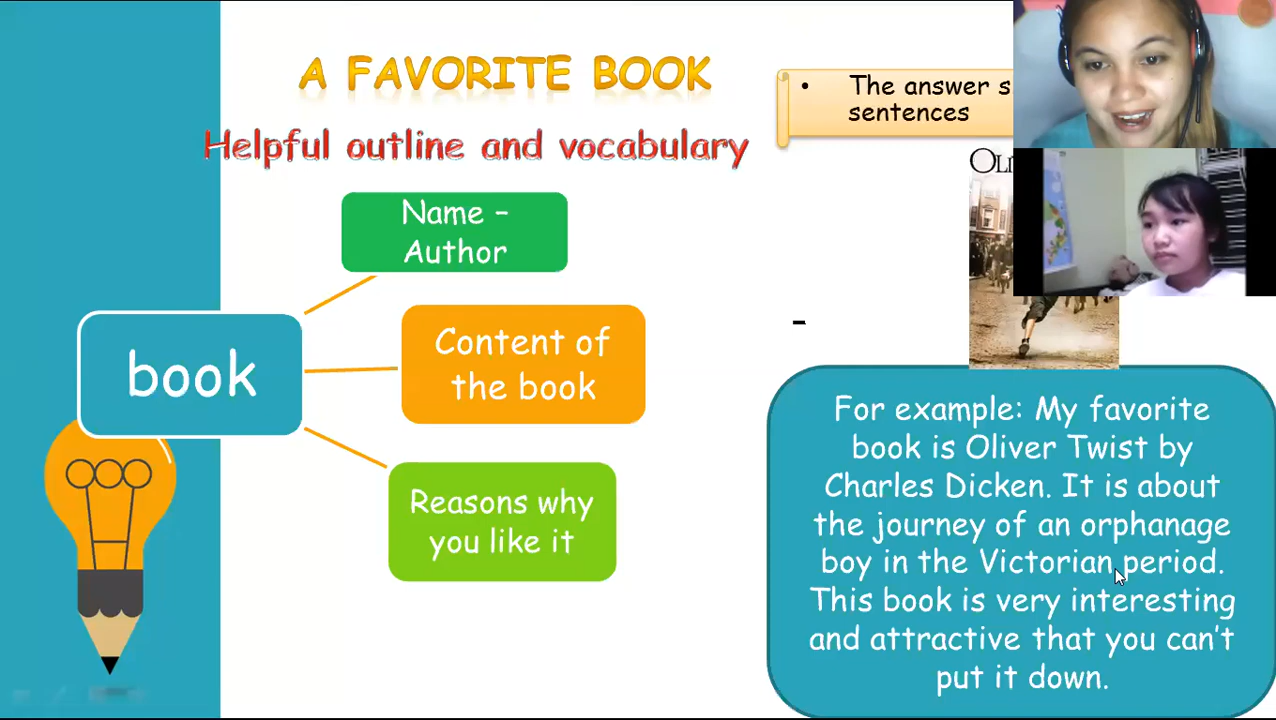 A FAVORITE BOOK
Helpful outline and vocabulary
• The answer s
sentences
Name –
Author
book
Content of
the book
Reasons why
you like it
-
For example: My favorite
book is Oliver Twist by
Charles Dicken. It is about
the journey of an orphanage
boy in the Victorian period.
This book is very interesting
and attractive that you can't
put it down.